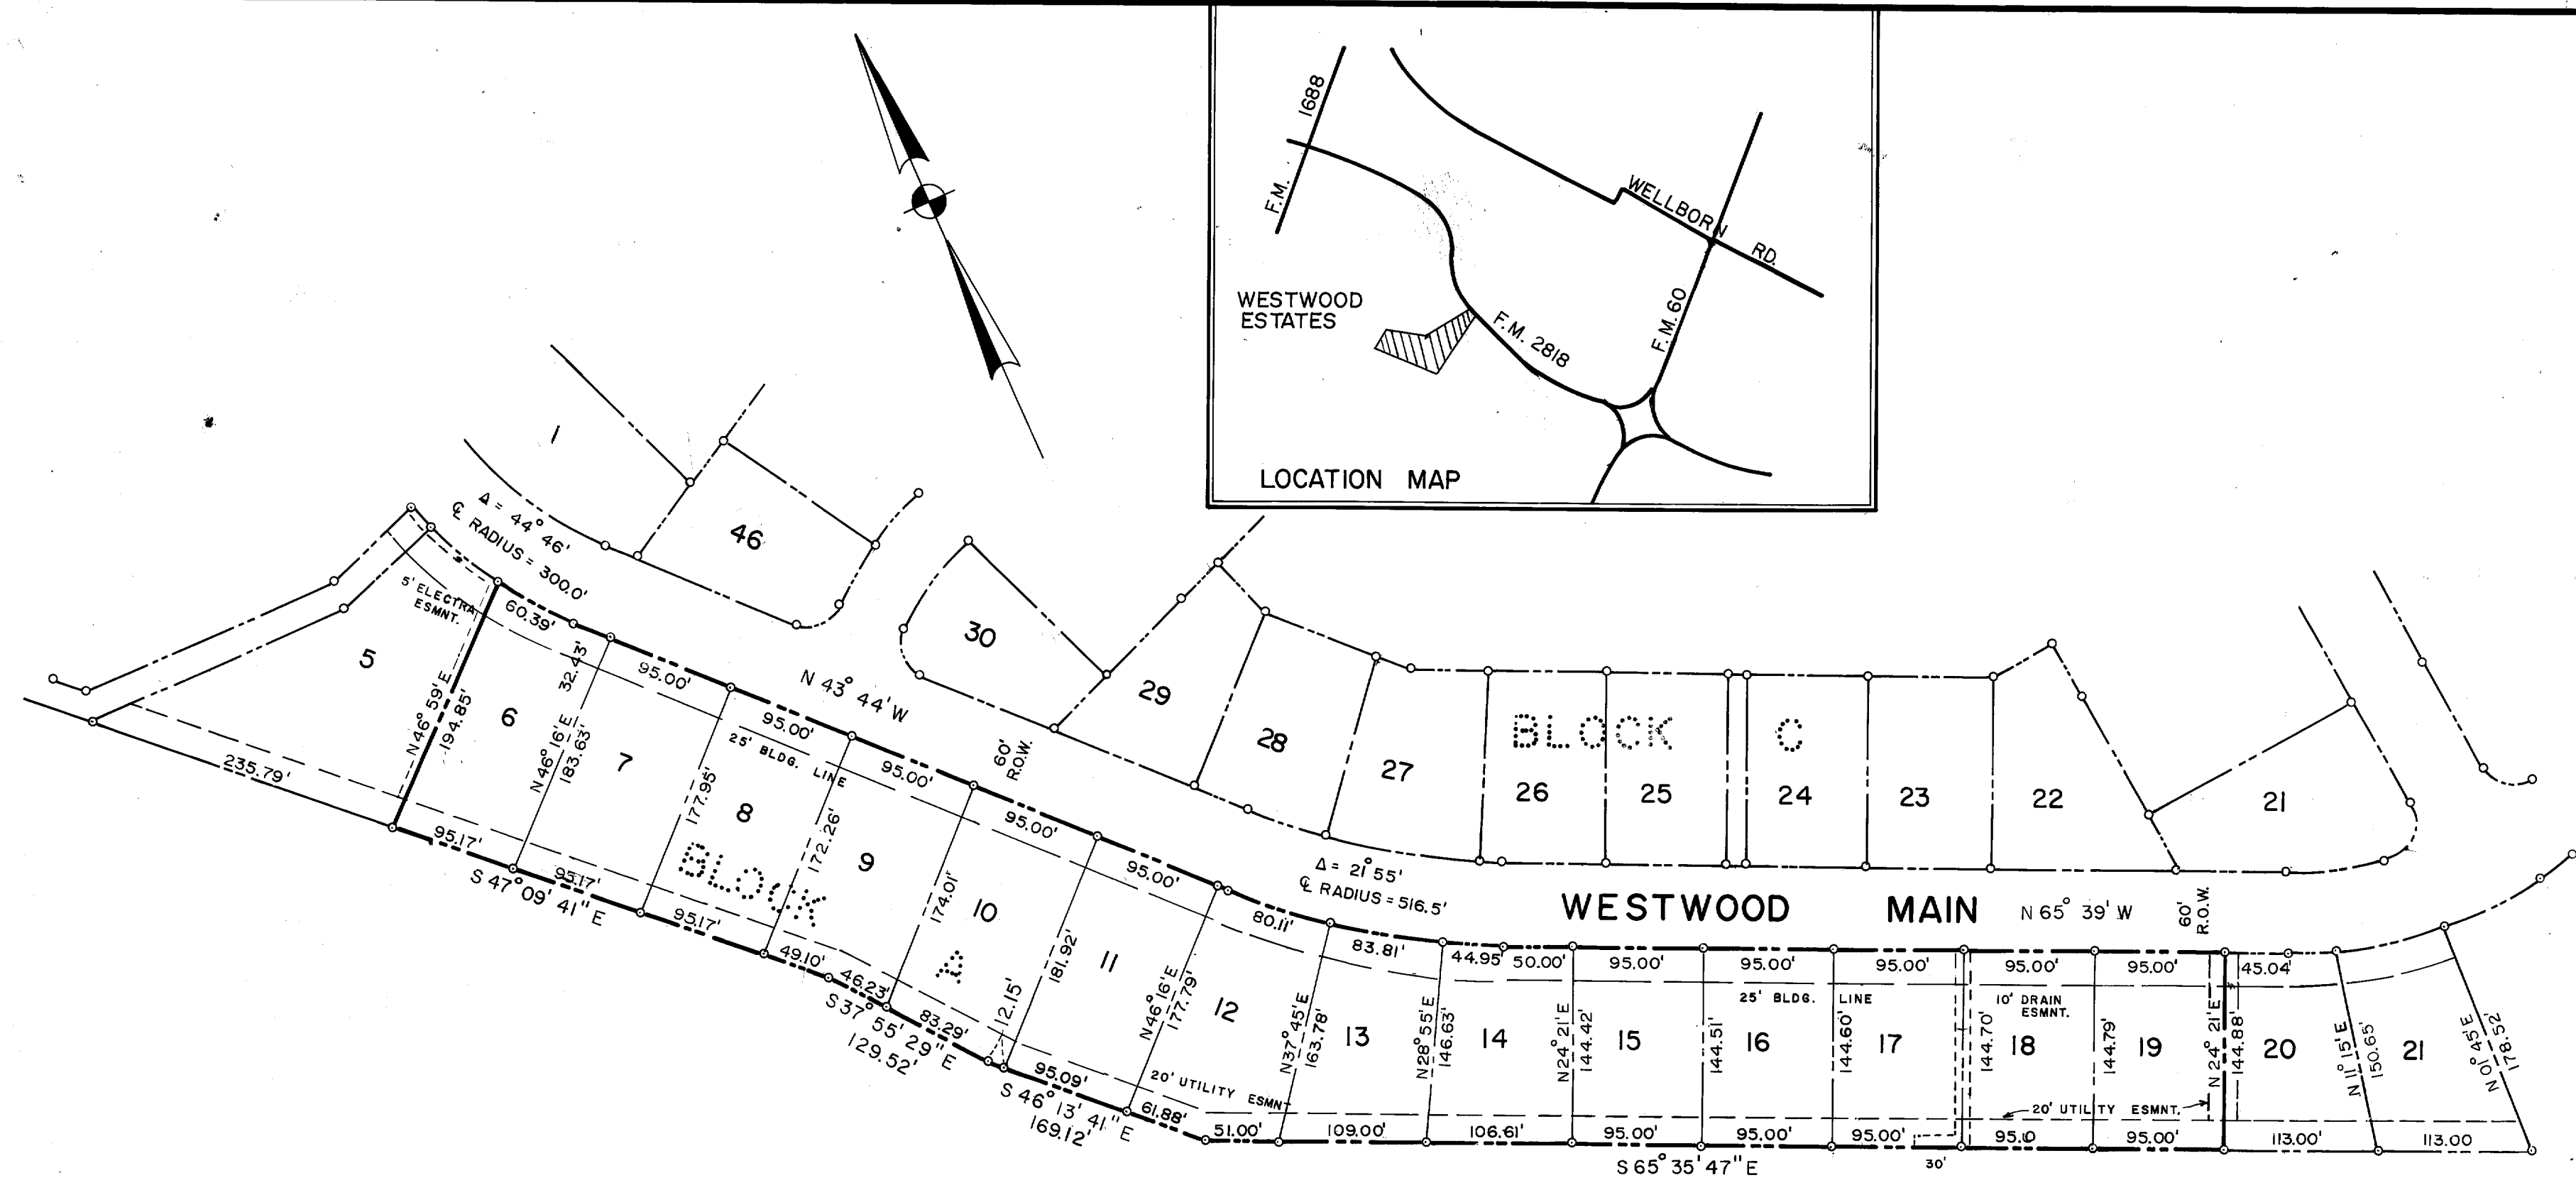 F.M. 1688
WELLBORN RD.
WESTWOOD
ESTATES
F.M. 2818
F.M. 60
LOCATION MAP
1
46
Δ = 44° 46'
℄ RADIUS = 300.0'
5' ELECTRA
ESMNT.
5
235.79'
N 46° 59' E
194.85'
60.39'
32.43'
6
N 46° 16' E
183.63'
95.17'
S 47° 09' 41" E
95.00'
7
177.95'
95.17'
95.00'
25' BLDG. LINE
8
172.26'
95.17'
BLOCK
A
95.00'
9
174.01'
49.10'
46.23'
S 37° 55' 29" E
129.52'
95.00'
10
83.29'
12.15'
181.92'
95.00'
11
95.09'
S 46° 13' 41" E
169.12'
N 46° 16' E
177.79'
N 43° 44' W
60'
R.O.W.
30
29
28
27
BLOCK C
26
25
24
23
22
21
Δ = 21° 55'
℄ RADIUS = 516.5'
WESTWOOD MAIN
N 65° 39' W
60'
R.O.W.
80.11'
12
61.88'
20' UTILITY ESMNT
51.00'
N 37° 45' E
163.78'
83.81'
13
109.00'
N 28° 55' E
146.63'
44.95'
50.00'
14
106.61'
N 24° 21' E
144.42'
95.00'
15
95.00'
144.51'
95.00'
25' BLDG. LINE
16
95.00'
144.60'
95.00'
17
95.00'
30'
144.70'
95.00'
10' DRAIN
ESMNT.
18
95.00
144.79'
95.00'
19
20' UTILITY ESMNT.
95.00'
N 24° 21' E
144.88'
45.04'
20
113.00'
N 11° 15' E
150.65'
21
113.00
N 01° 45' E
178.52'
S 65° 35' 47" E